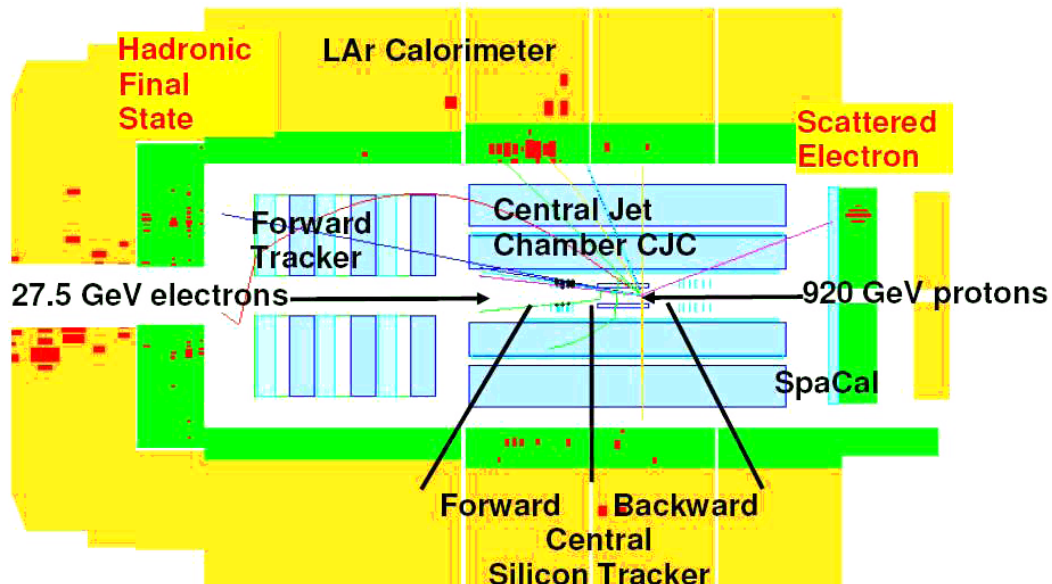 Hadronic
Final
State
LAr Calorimeter
Scattered
Electron
Forward
Tracker
Central Jet
Chamber CJC
27.5 GeV electrons
920 GeV protons
SpaCal
Forward
Backward
Central
Silicon Tracker